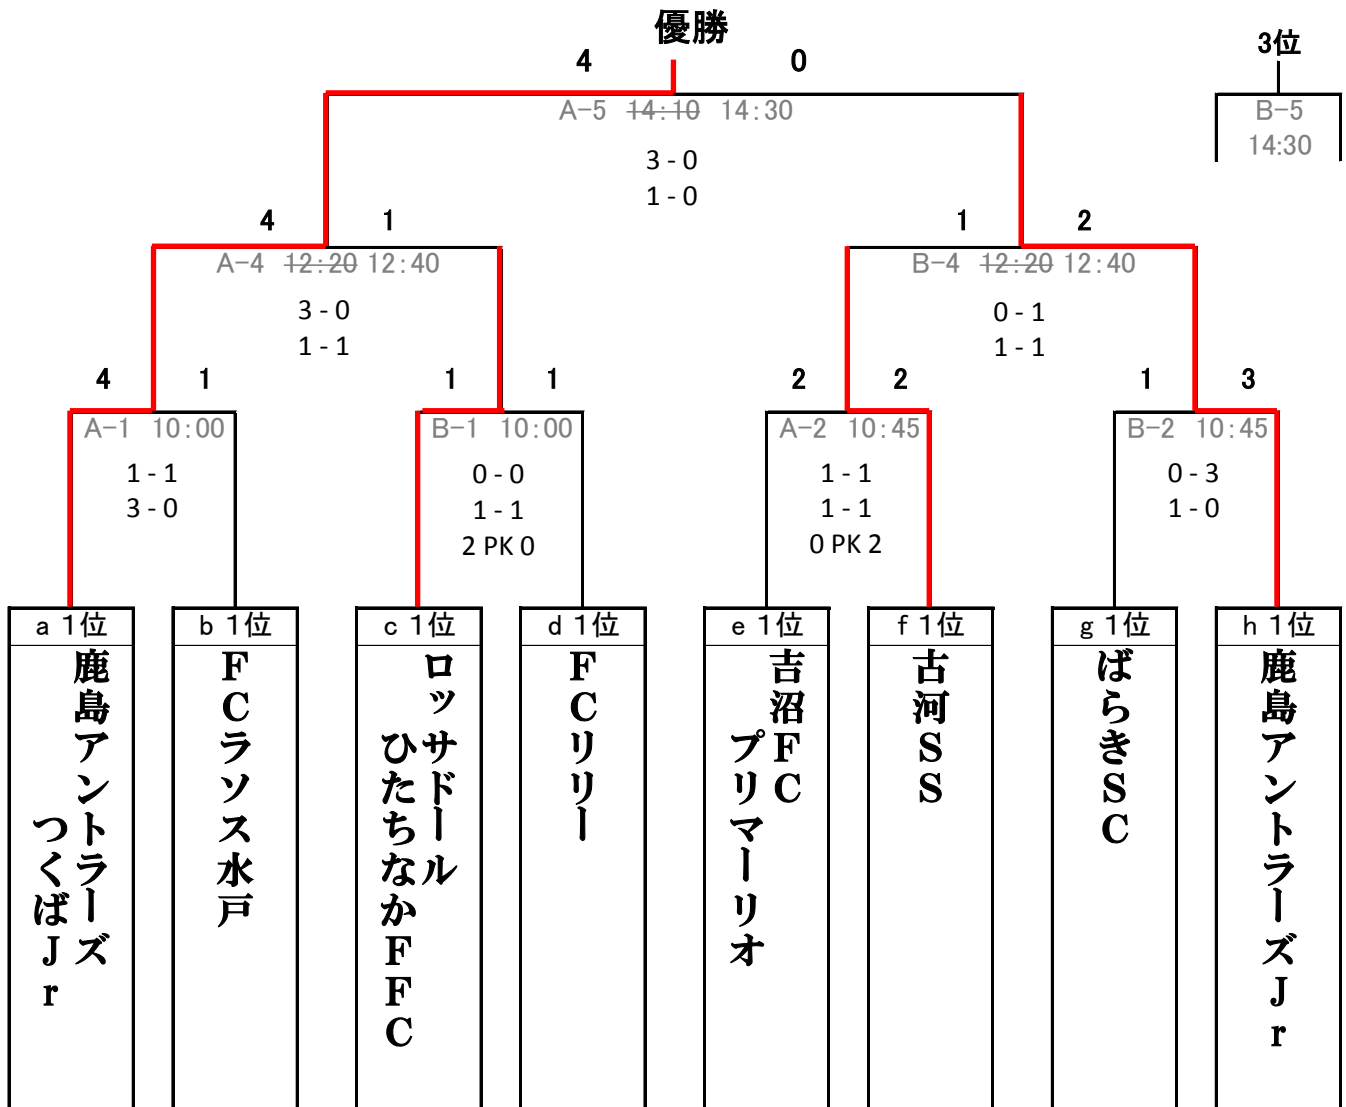 優勝
3位
4 0
A-5 14:10 14:30
B-5
14:30
3 - 0
1 - 0
4 1
1 2
A-4 12:20 12:40
B-4 12:20 12:40
3 - 0
1 - 1
0 - 1
1 - 1
4 1
1 1
2 2
1 3
A-1 10:00
B-1 10:00
A-2 10:45
B-2 10:45
1 - 1
3 - 0
0 - 0
1 - 1
2 PK 0
1 - 1
1 - 1
0 PK 2
0 - 3
1 - 0
a 1位
鹿島アントラーズ
つくばJr
b 1位
FCラソス水戸
c 1位
ロッサドール
ひたちなかFFC
d 1位
FCリリー
e 1位
吉沼FC
プリマーリオ
f 1位
古河SS
g 1位
ばらきSC
h 1位
鹿島アントラーズJr